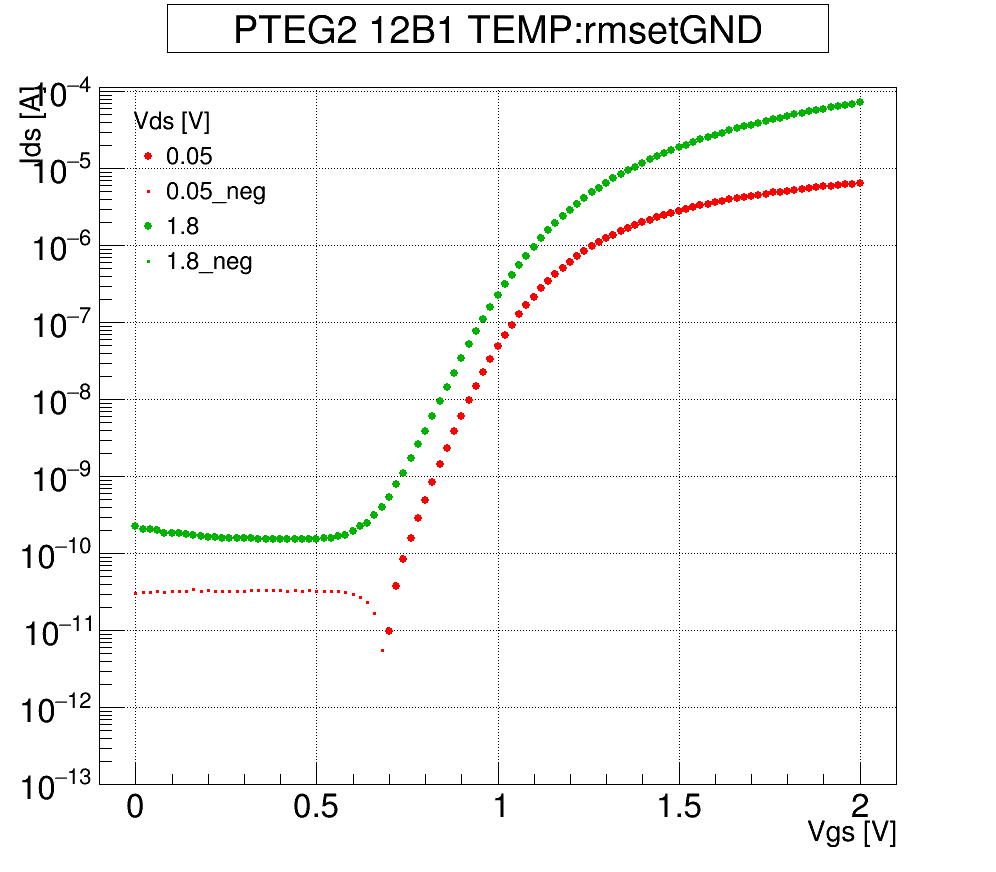 PTEG2 12B1 TEMP:rmsetGND
Ids [A]
10⁻⁴
10⁻⁵
10⁻⁶
10⁻⁷
10⁻⁸
10⁻⁹
10⁻¹⁰
10⁻¹¹
10⁻¹²
10⁻¹³
Vds [V]
0.05
0.05_neg
1.8
1.8_neg
0 0.5 1 1.5 2
Vgs [V]